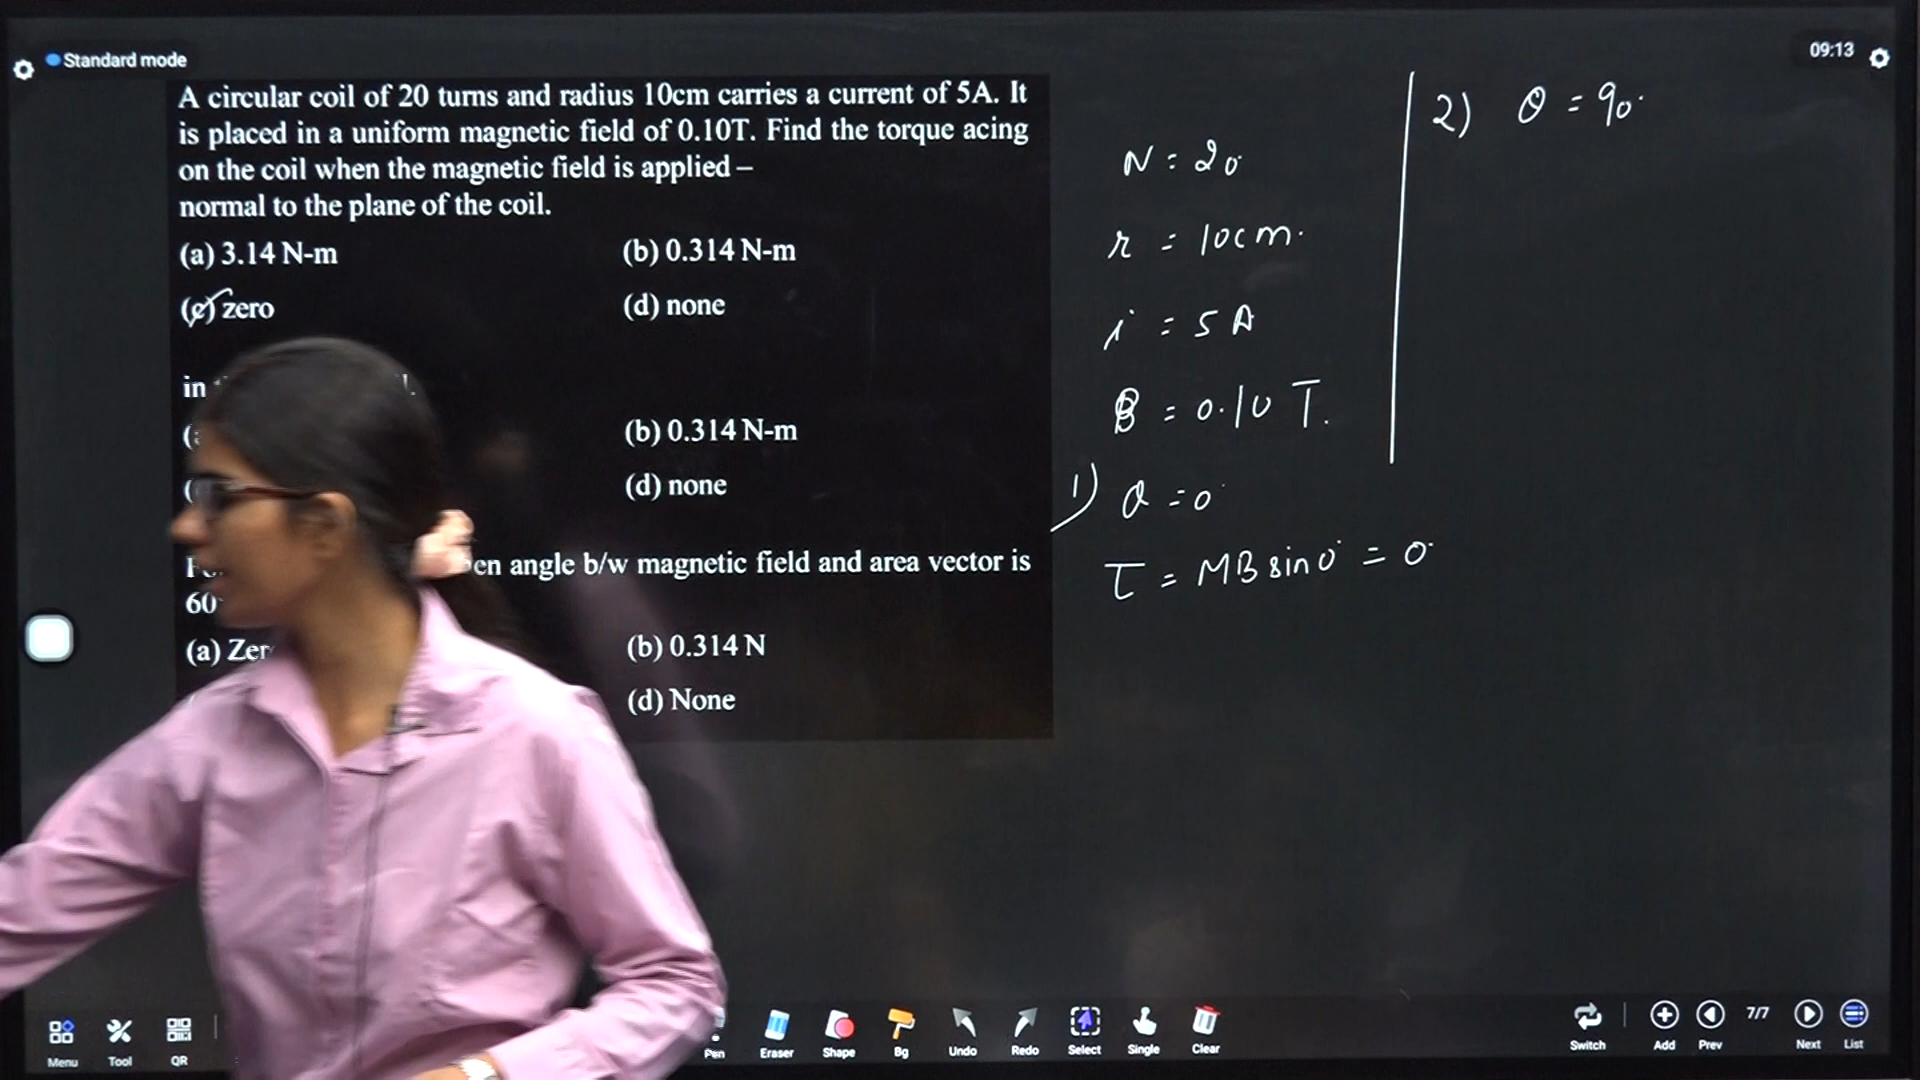 Standard mode
09:13
A circular coil of 20 turns and radius 10cm carries a current of 5A. It
is placed in a uniform magnetic field of 0.10T. Find the torque acing
on the coil when the magnetic field is applied –
normal to the plane of the coil.
(a) 3.14 N-m (b) 0.314 N-m
(c) zero (d) none
in
(b) 0.314 N-m
(d) none
angle b/w magnetic field and area vector is
60°
(a) Zer
(b) 0.314 N
(d) None
N = 20
r = 10cm.
i = 5 A
B = 0.10 T.
1) θ = 0°
τ = MB sin0° = 0
2) θ = 90°
Menu Tool QR Pen Eraser Shape Bg Undo Redo Select Single Clear Switch Add Prev 7/7 Next List